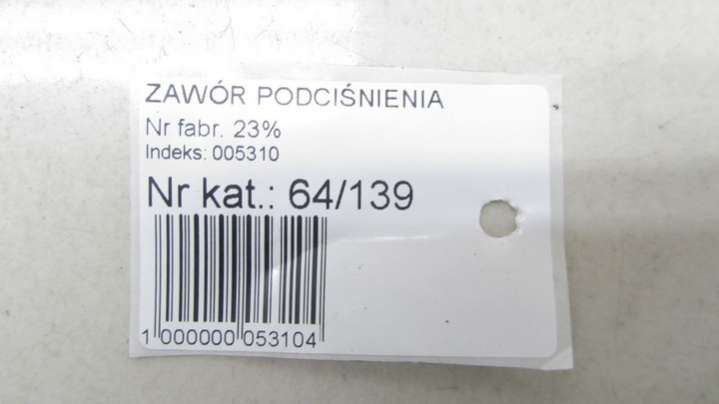 ZAWÓR PODCIŚNIENIA
Nr fabr. 23%
Indeks: 005310
Nr kat.: 64/139
1 000000 053104